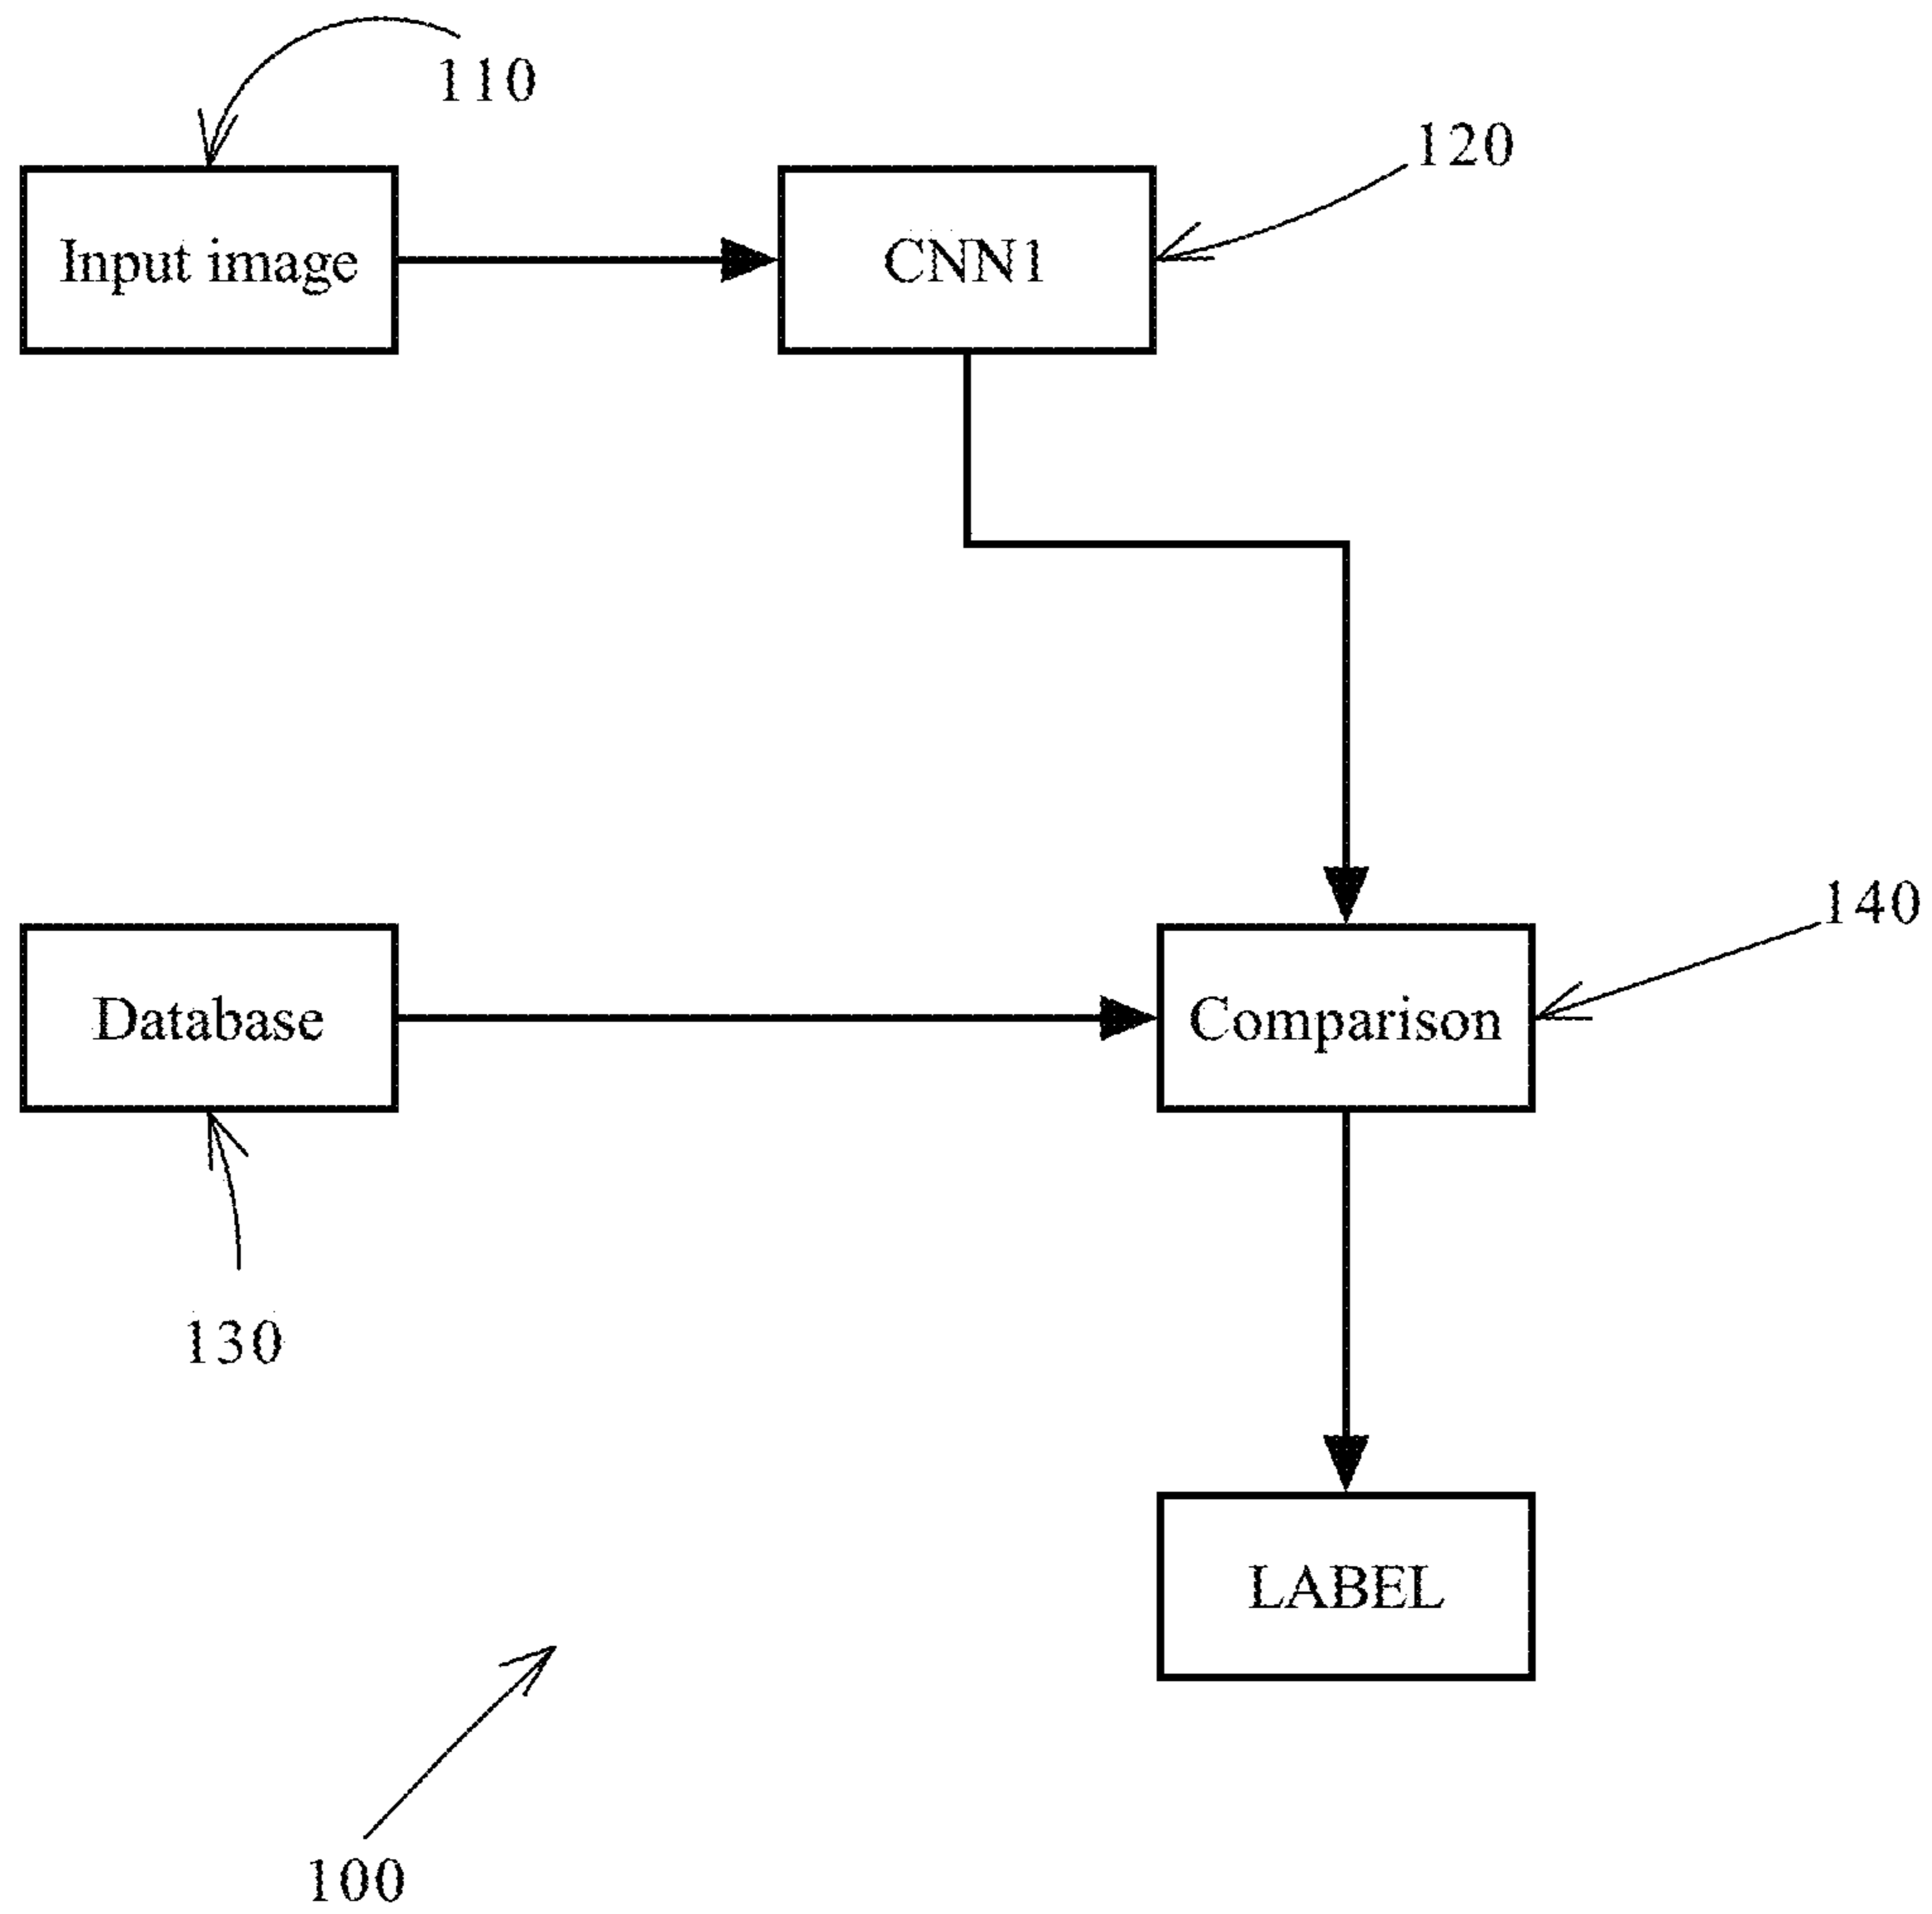 110
120
Input image
CNN1
140
Database
Comparison
130
LABEL
100